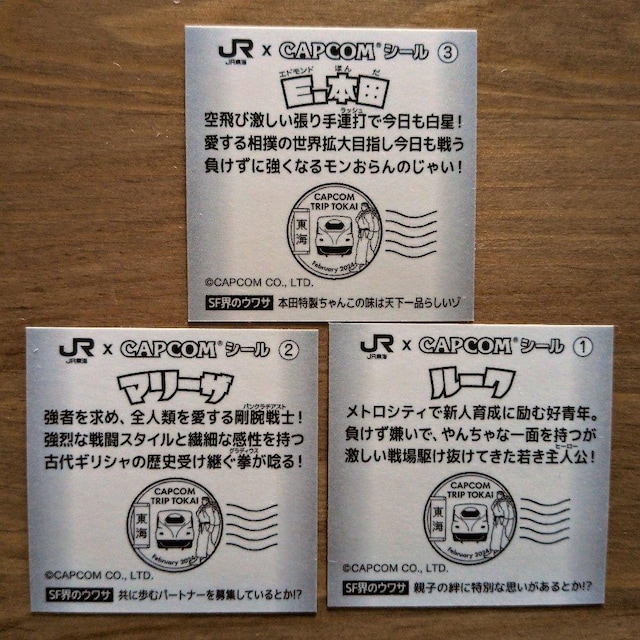 JR × CAPCOM® シール ③
JR東海
エドモンド ほんだ
E.本田
ラッシュ
空飛び激しい張り手連打で今日も白星!
愛する相撲の世界拡大目指し今日も戦う
負けずに強くなるモンおらんのじゃい!
CAPCOM
TRIP TOKAI
東海
February 2024
©CAPCOM CO., LTD.
SF界のウワサ 本田特製ちゃんこの味は天下一品らしいゾ
JR × CAPCOM® シール ②
JR東海
マリーザ
パンクラチアスト
強者を求め、全人類を愛する剛腕戦士!
強烈な戦闘スタイルと繊細な感性を持つ
グラディウス
古代ギリシャの歴史受け継ぐ拳が唸る!
CAPCOM
TRIP TOKAI
東海
February 2024
©CAPCOM CO., LTD.
SF界のウワサ 共に歩むパートナーを募集しているとか!?
JR × CAPCOM® シール ①
JR東海
ルーク
メトロシティで新人育成に励む好青年。
負けず嫌いで、やんちゃな一面を持つが
ヒーロー
激しい戦場駆け抜けてきた若き主人公!
CAPCOM
TRIP TOKAI
東海
February 2024
©CAPCOM CO., LTD.
SF界のウワサ 親子の絆に特別な思いがあるとか!?